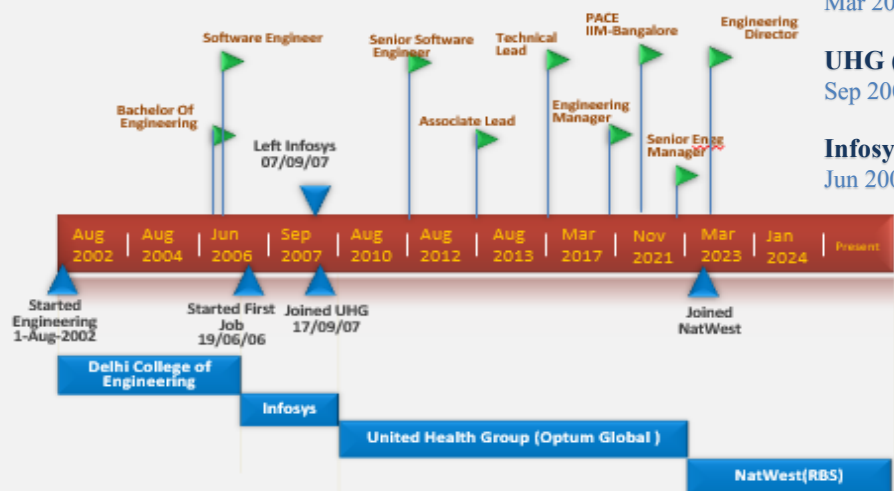 Mar 20
UHG (
Sep 200
Infosy
Jun 200
Software Engineer
Bachelor Of
Engineering
Left Infosys
07/09/07
Senior Software
Engineer
Associate Lead
Technical
Lead
PACE
IIM-Bangalore
Engineering
Manager
Senior Engg
Manager
Engineering
Director
Aug
2002
Aug
2004
Jun
2006
Sep
2007
Aug
2010
Aug
2012
Aug
2013
Mar
2017
Nov
2021
Mar
2023
Jan
2024
Present
Started
Engineering
1-Aug-2002
Started First
Job
19/06/06
Joined UHG
17/09/07
Joined
NatWest
Delhi College of
Engineering
Infosys
United Health Group (Optum Global )
NatWest(RBS)